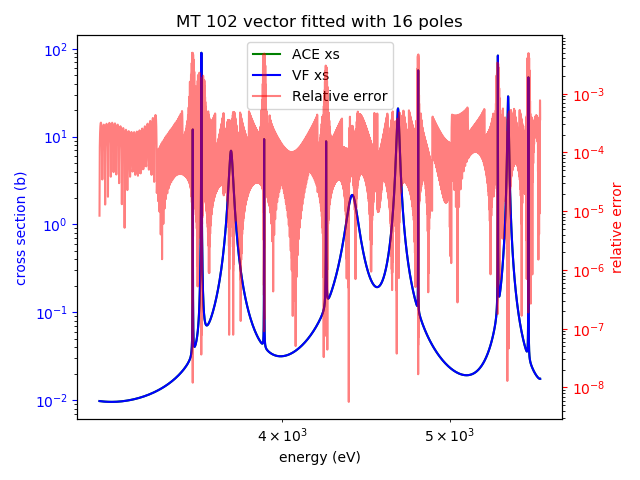 MT 102 vector fitted with 16 poles
ACE xs
VF xs
Relative error
10²
10¹
10⁰
10⁻¹
10⁻²
cross section (b)
10⁻³
10⁻⁴
10⁻⁵
10⁻⁶
10⁻⁷
10⁻⁸
relative error
4 × 10³
5 × 10³
energy (eV)